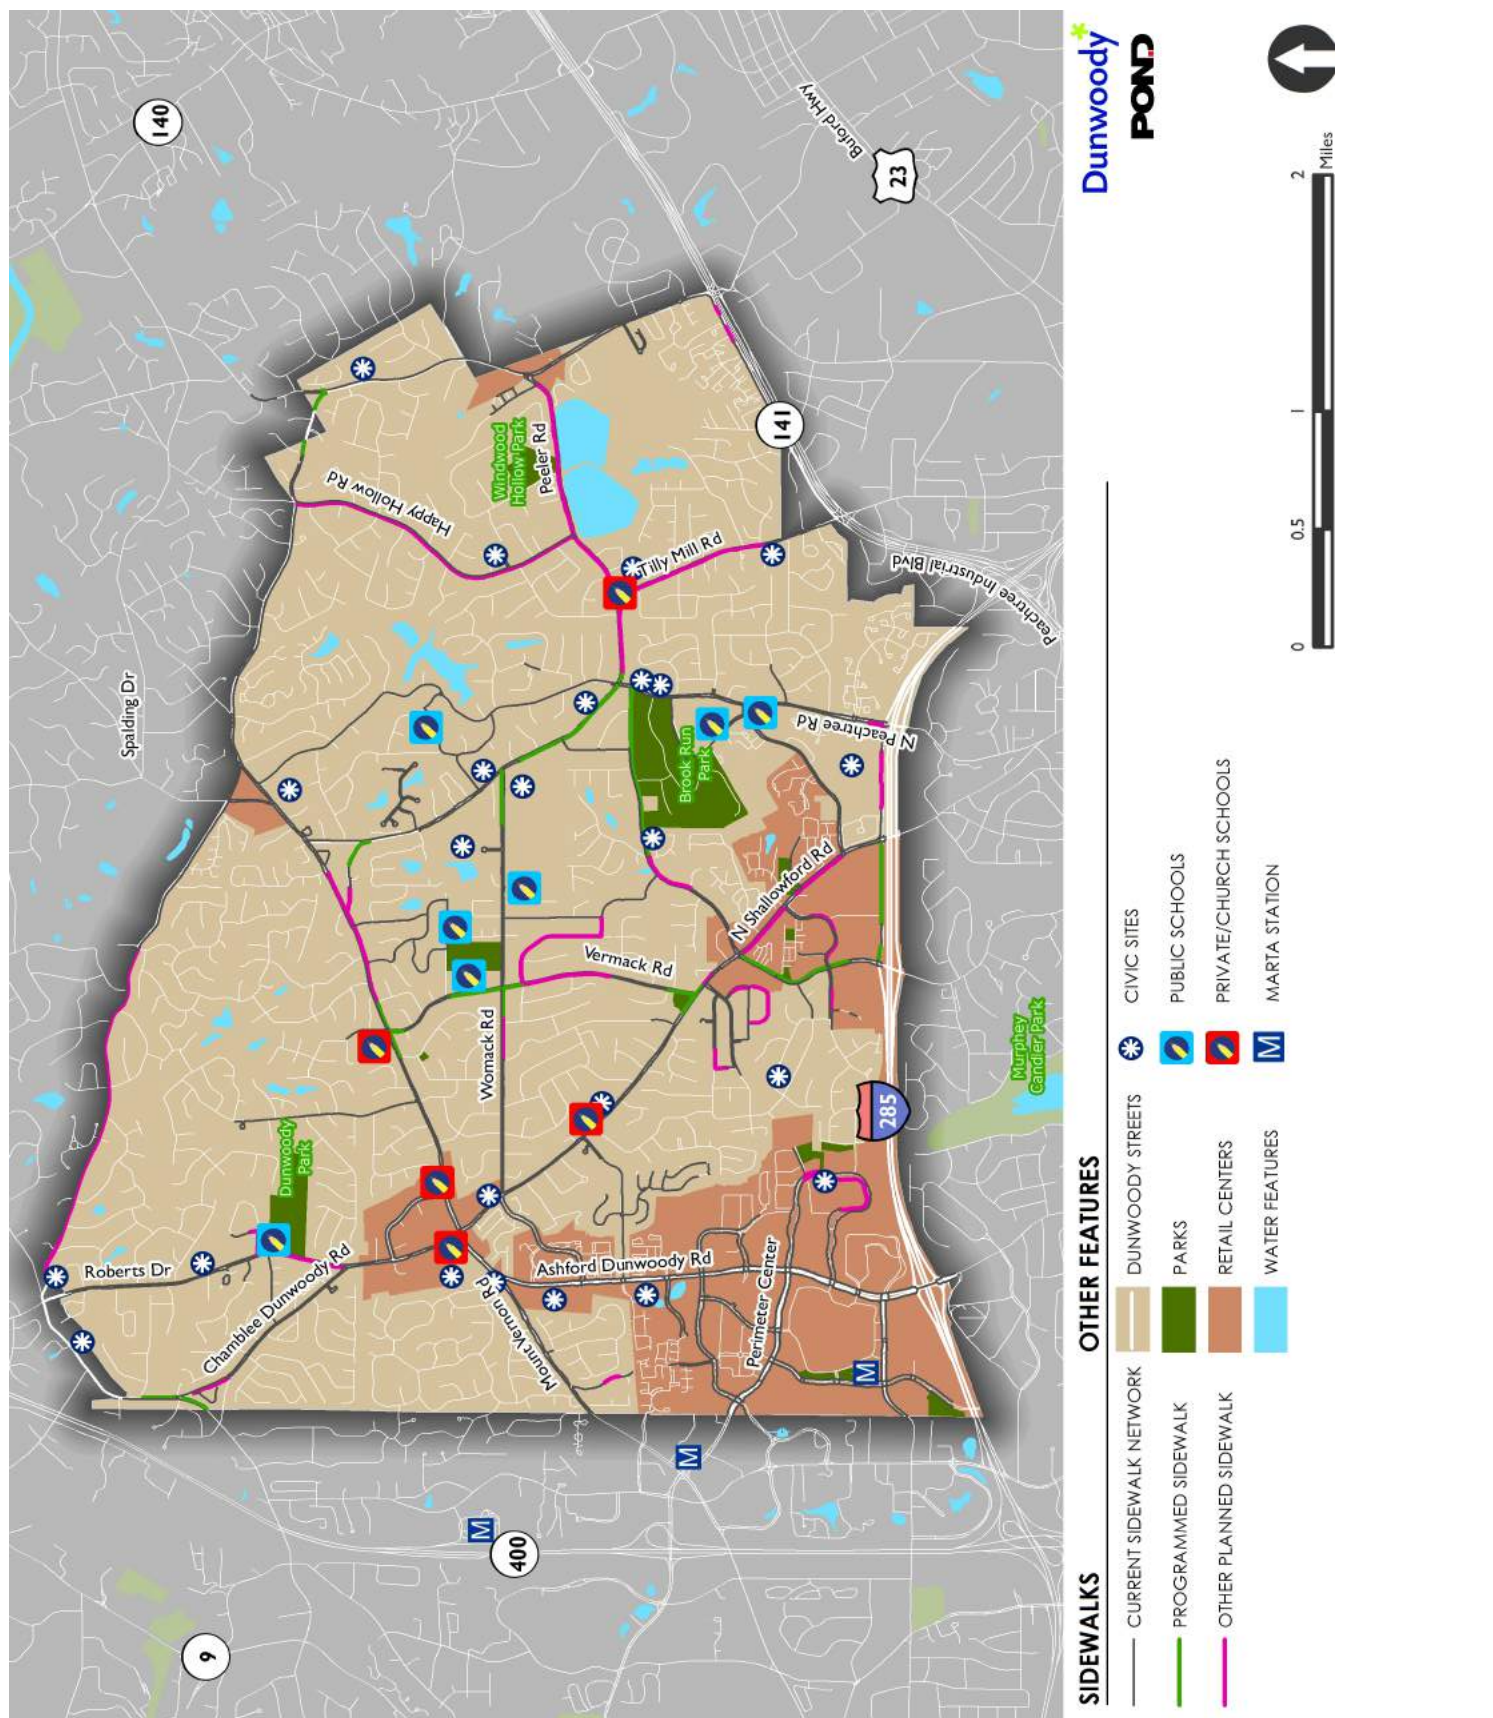 140
9
400
M
M
M
Spalding Dr
Roberts Dr
Chamblee Dunwoody Rd
Dunwoody
Park
Mount Vernon Rd
Ashford Dunwoody Rd
Perimeter Center
Womack Rd
Vermack Rd
N Shallowford Rd
Brook Run
Park
N Peachtree Rd
Tilly Mill Rd
Happy Hollow Rd
Windwood
Hollow Park
Peeler Rd
141
Peachtree Industrial Blvd
Buford Hwy
23
285
Murphey
Candler Park
SIDEWALKS
CURRENT SIDEWALK NETWORK
PROGRAMMED SIDEWALK
OTHER PLANNED SIDEWALK
OTHER FEATURES
DUNWOODY STREETS
PARKS
RETAIL CENTERS
WATER FEATURES
CIVIC SITES
PUBLIC SCHOOLS
PRIVATE/CHURCH SCHOOLS
M
MARTA STATION
Dunwoody*
POND
0 0.5 1 2
Miles